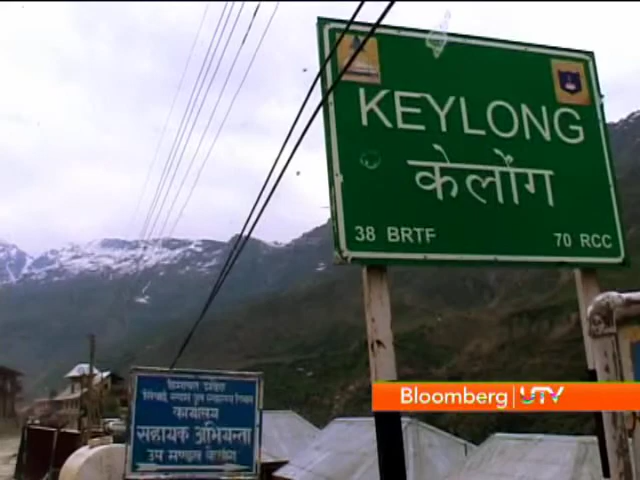 KEYLONG
केलाँग
38 BRTF
70 RCC
Bloomberg UTV
कार्यालय
सहायक अभियन्ता